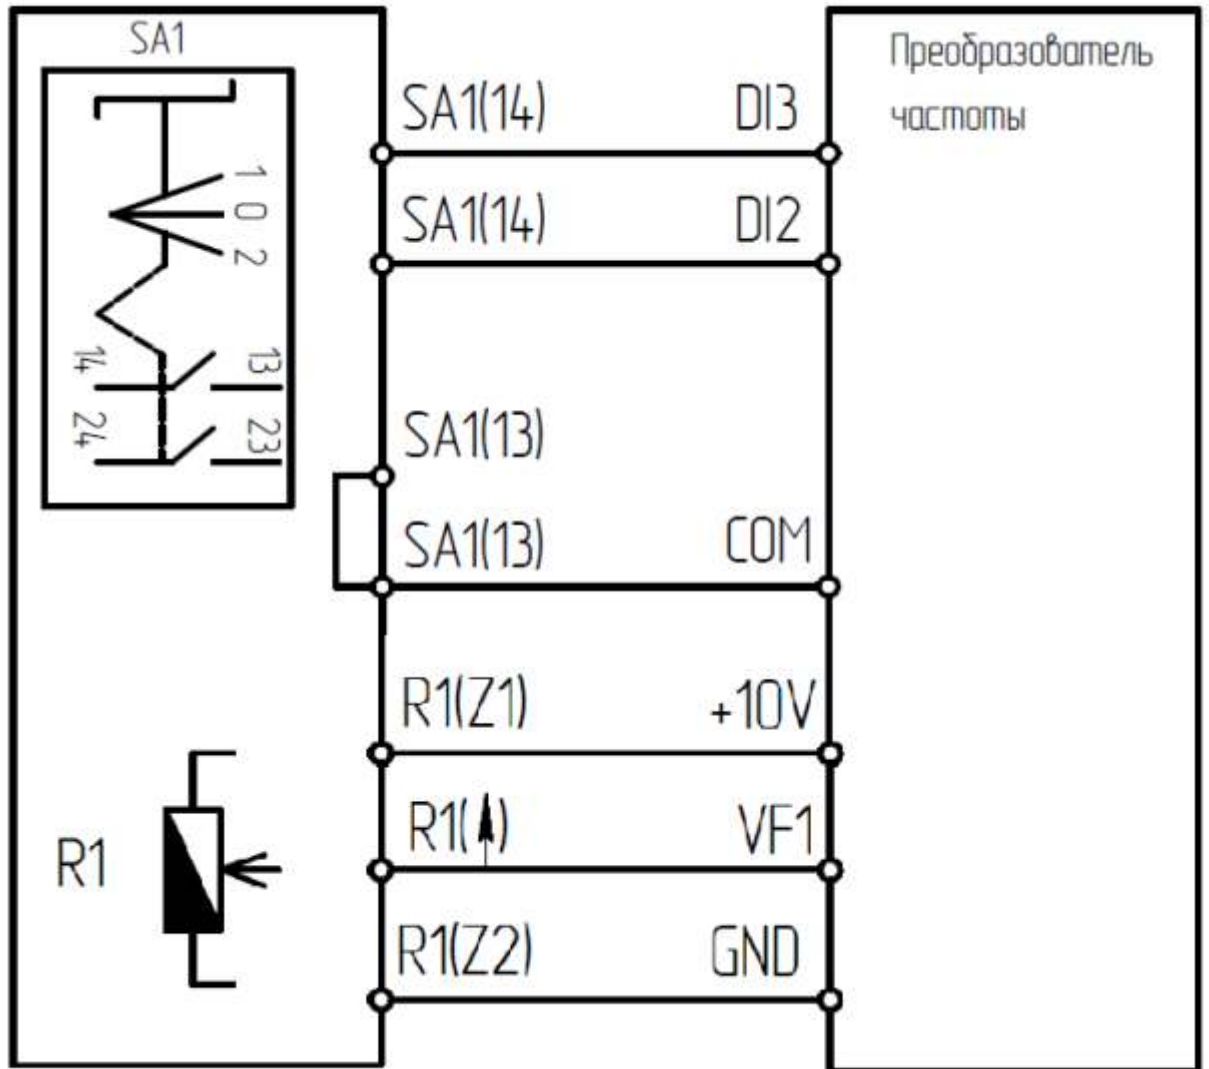 SA1
Преобразователь
частоты
SA1(14) DI3
1
0
2
SA1(14) DI2
14 13
24 23
SA1(13)
SA1(13) COM
R1(Z1) +10V
R1( ) VF1
R1
R1(Z2) GND